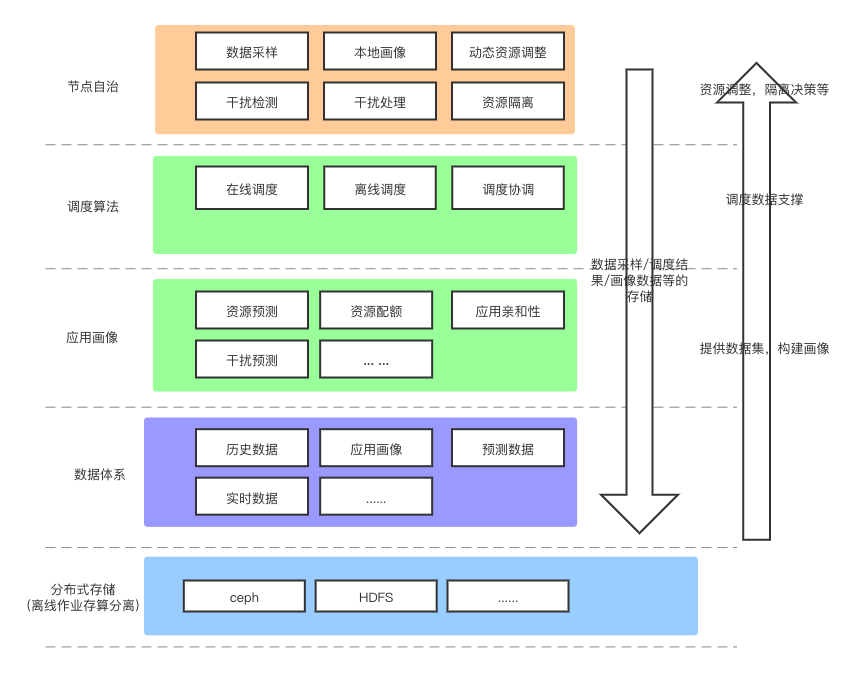 节点自治
数据采样
本地画像
动态资源调整
干扰检测
干扰处理
资源隔离
调度算法
在线调度
离线调度
调度协调
应用画像
资源预测
资源配额
应用亲和性
干扰预测
... ...
数据体系
历史数据
应用画像
预测数据
实时数据
......
分布式存储
(离线作业存算分离)
ceph
HDFS
......
数据采样/调度结
果/画像数据等的
存储
资源调整，隔离决策等
调度数据支撑
提供数据集，构建画像